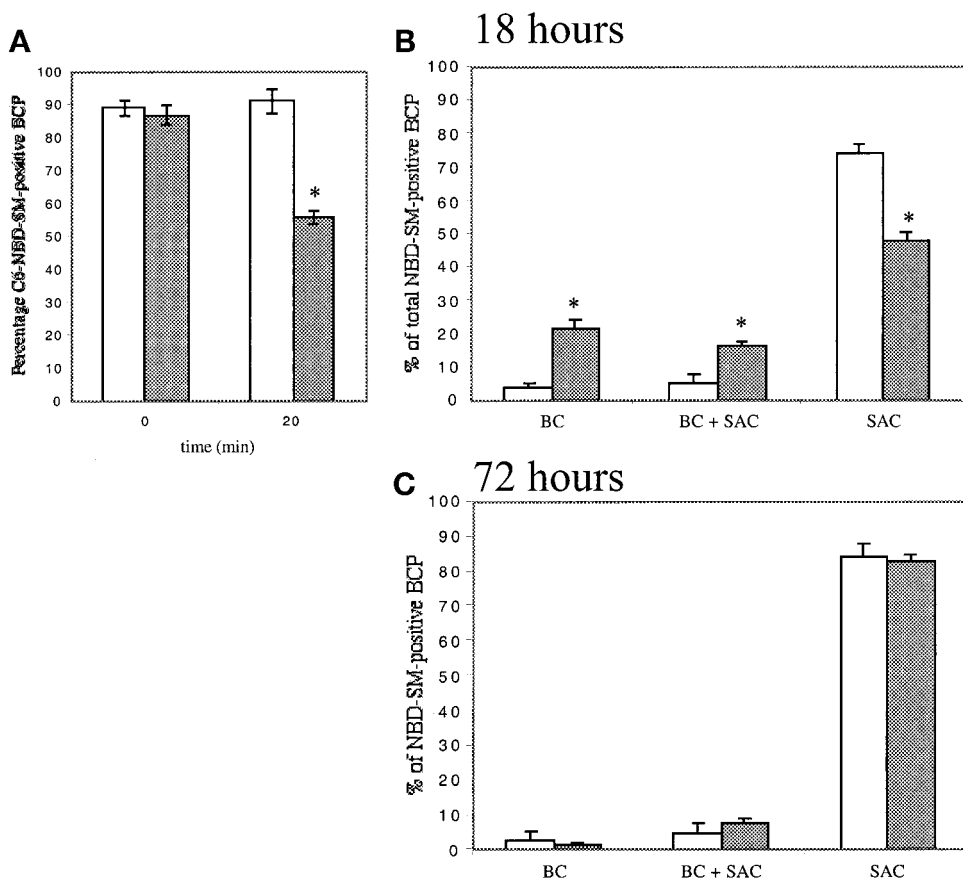 A
Percentage C6-NBD-SM-positive BCP
100
90
80
70
60
50
40
30
20
10
0
*
0
20
time (min)
B
18 hours
% of total NBD-SM-positive BCP
100
90
80
70
60
50
40
30
20
10
0
*
*
*
BC
BC + SAC
SAC
C
72 hours
% of NBD-SM-positive BCP
100
90
80
70
60
50
40
30
20
10
0
BC
BC + SAC
SAC